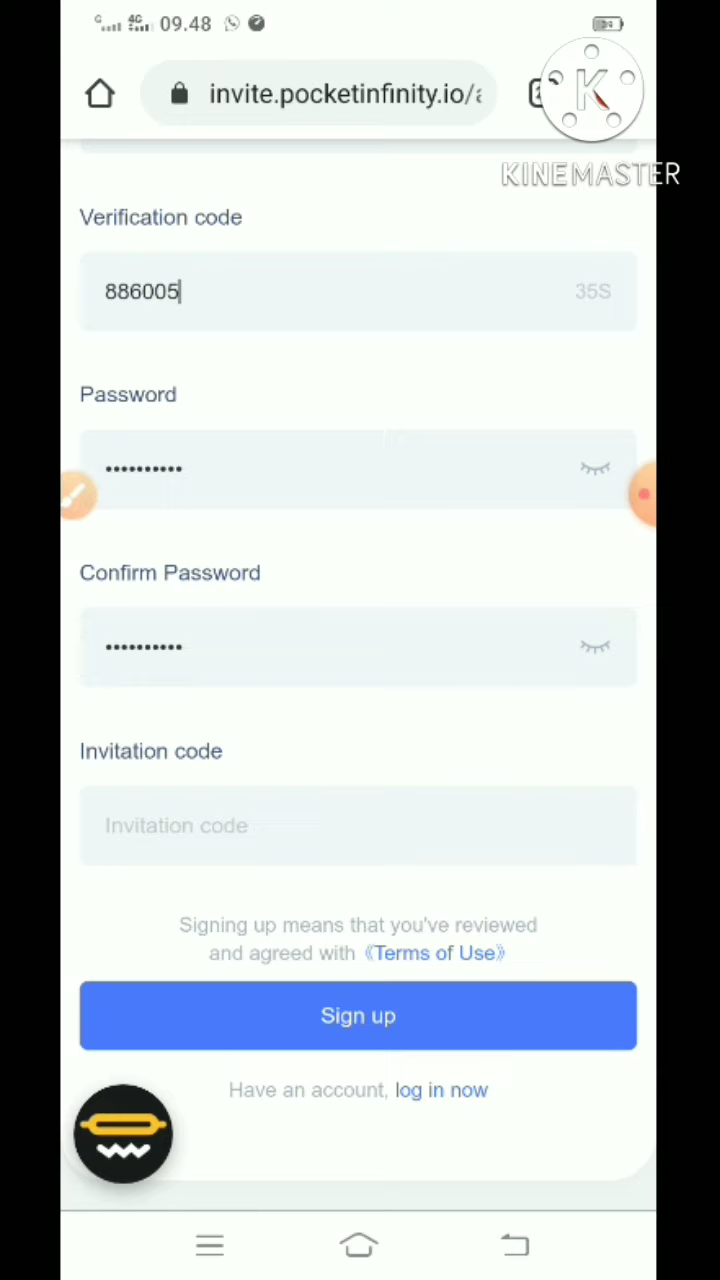 G 4G 09.48
invite.pocketinfinity.io/a
K
KINEMASTER
Verification code
886005 35S
Password
••••••••••
Confirm Password
••••••••••
Invitation code
Invitation code
Signing up means that you've reviewed
and agreed with 《Terms of Use》
Sign up
Have an account, log in now